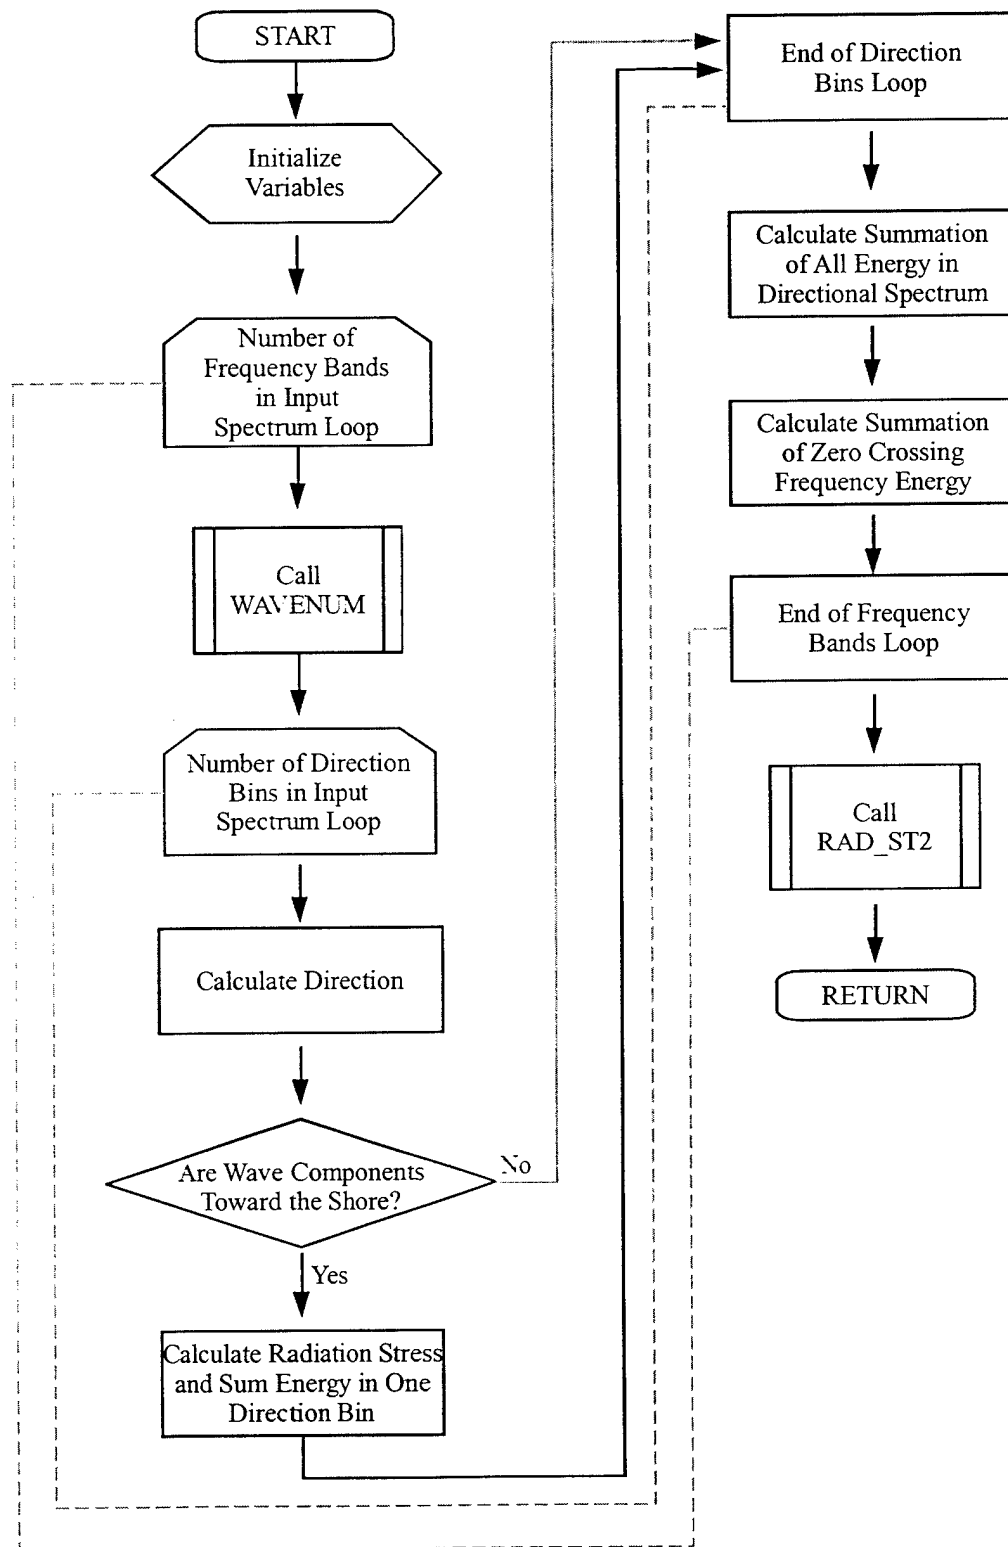 START
Initialize
Variables
Number of
Frequency Bands
in Input
Spectrum Loop
Call
WAVENUM
Number of Direction
Bins in Input
Spectrum Loop
Calculate Direction
Are Wave Components
Toward the Shore?
No
Yes
Calculate Radiation Stress
and Sum Energy in One
Direction Bin
End of Direction
Bins Loop
Calculate Summation
of All Energy in
Directional Spectrum
Calculate Summation
of Zero Crossing
Frequency Energy
End of Frequency
Bands Loop
Call
RAD_ST2
RETURN